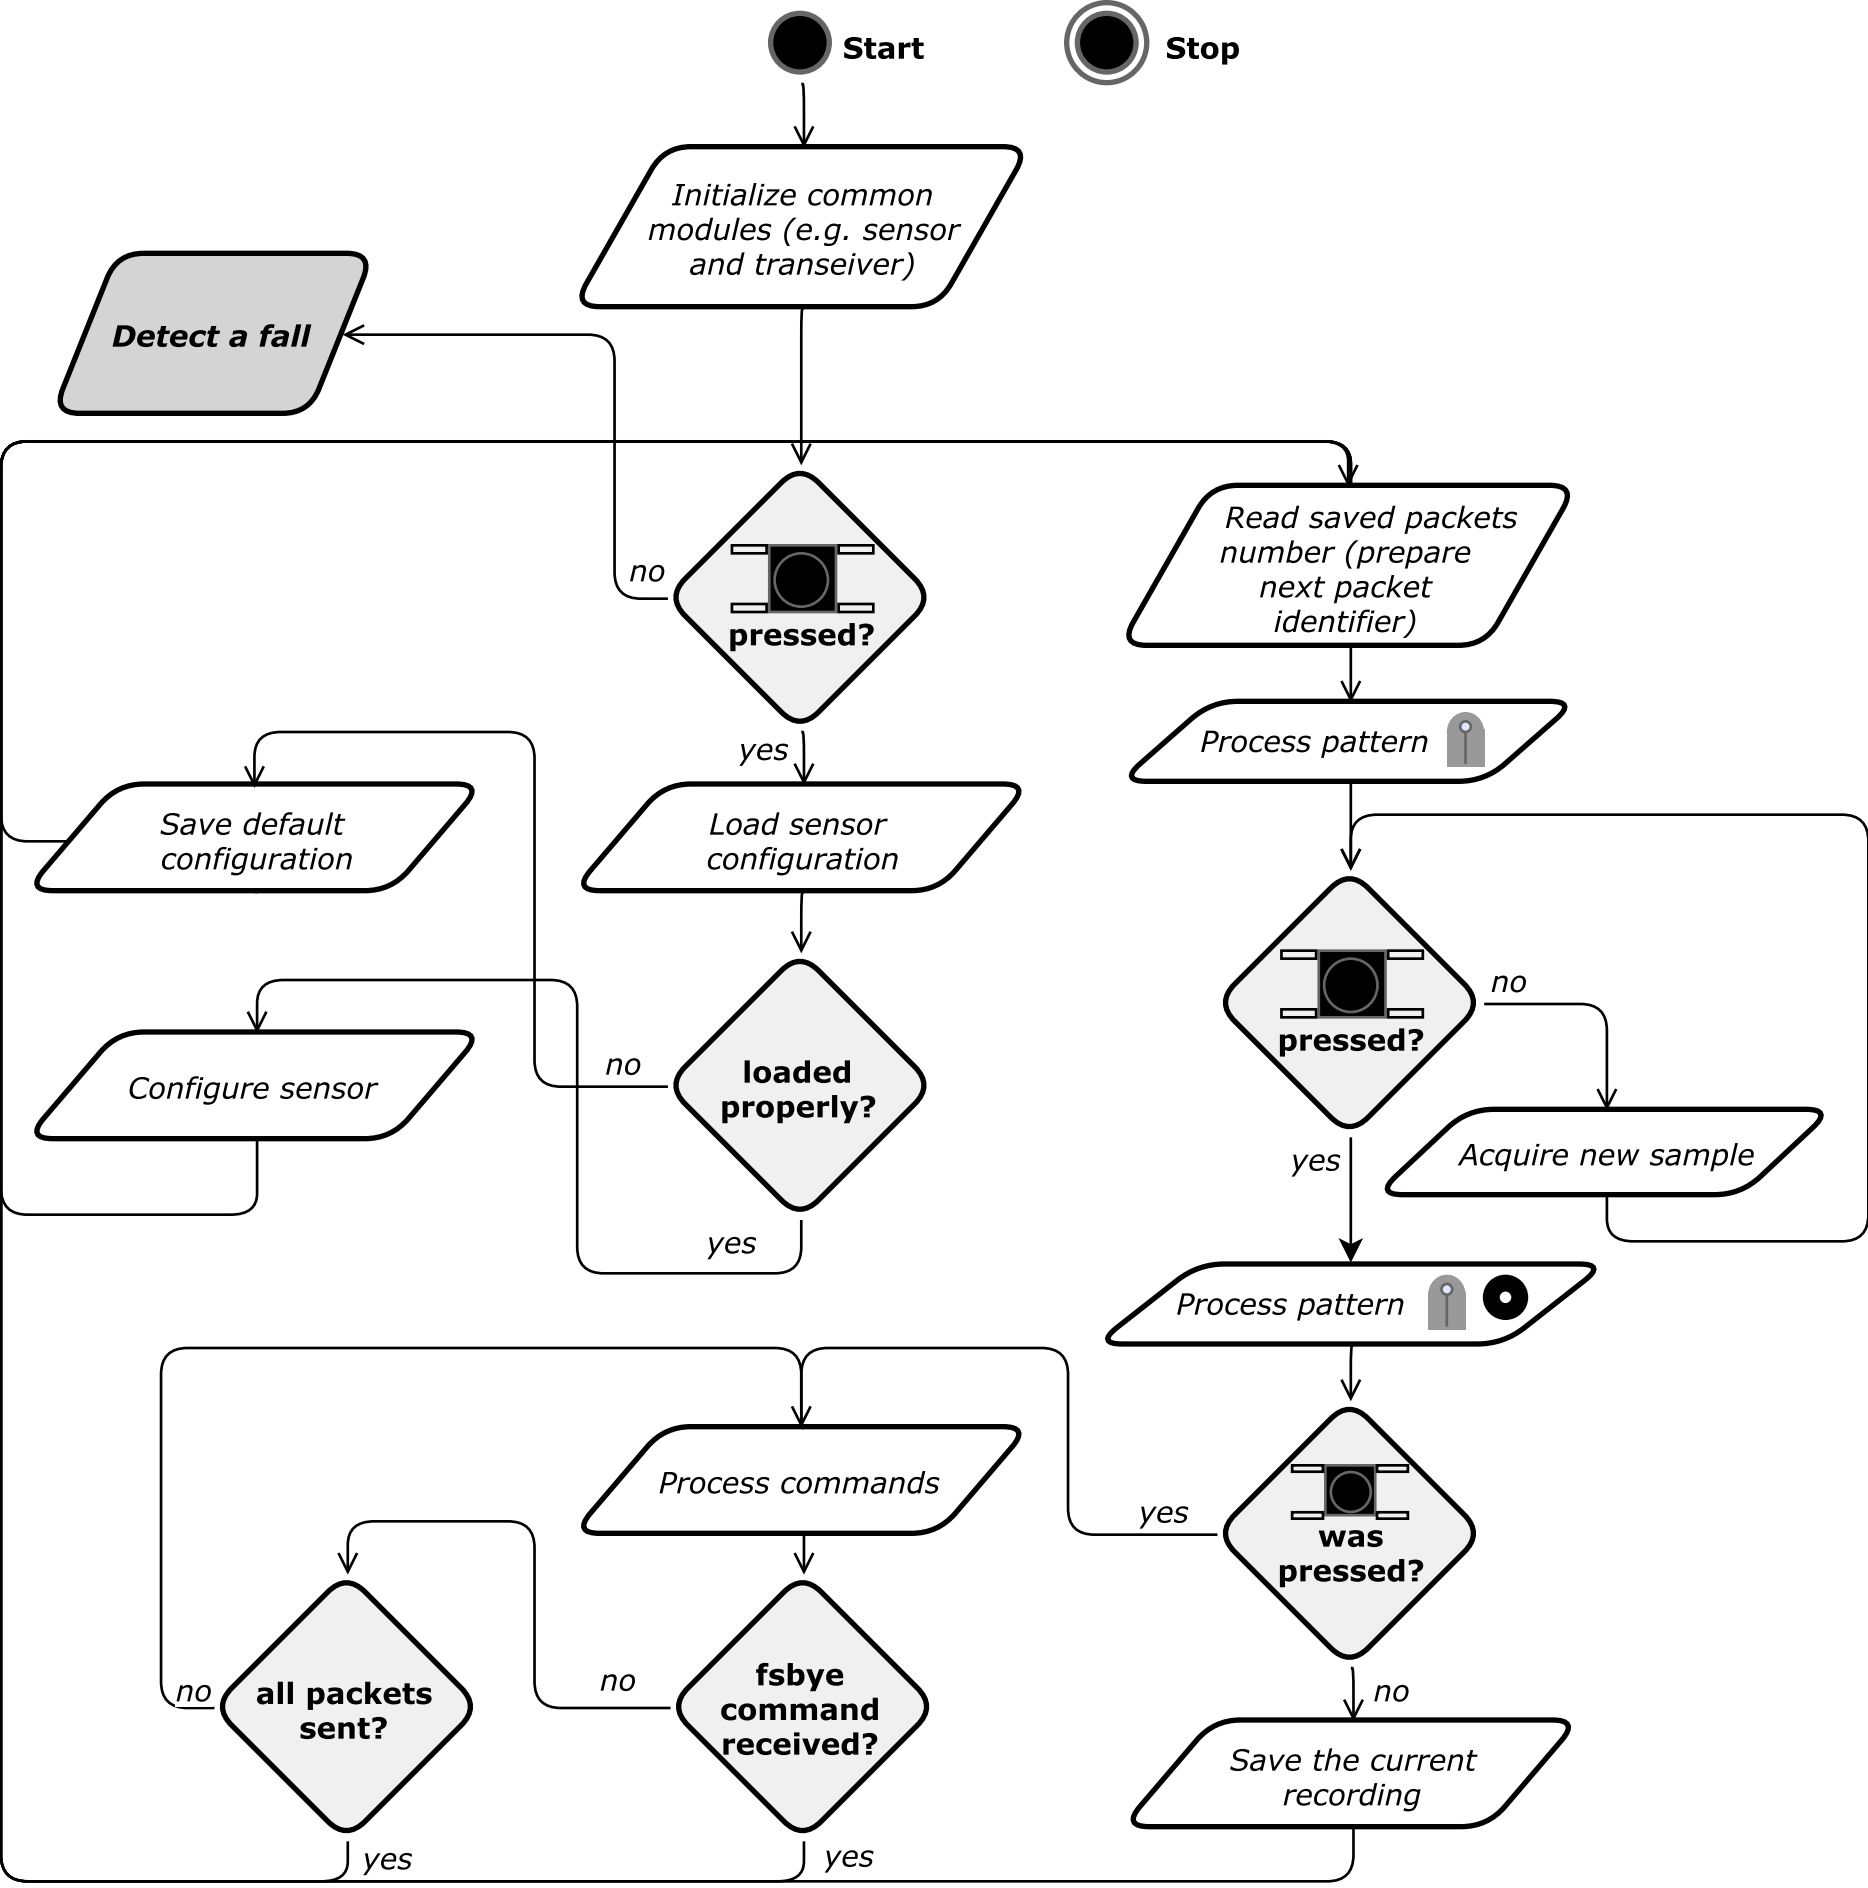 Start
Stop
Initialize common
modules (e.g. sensor
and transeiver)
Detect a fall
no
pressed?
yes
Read saved packets
number (prepare
next packet
identifier)
Process pattern
Save default
configuration
Load sensor
configuration
pressed?
no
yes
Configure sensor
no
loaded
properly?
yes
Acquire new sample
Process pattern
Process commands
yes
was
pressed?
no
no
all packets
sent?
no
fsbye
command
received?
yes
yes
Save the current
recording